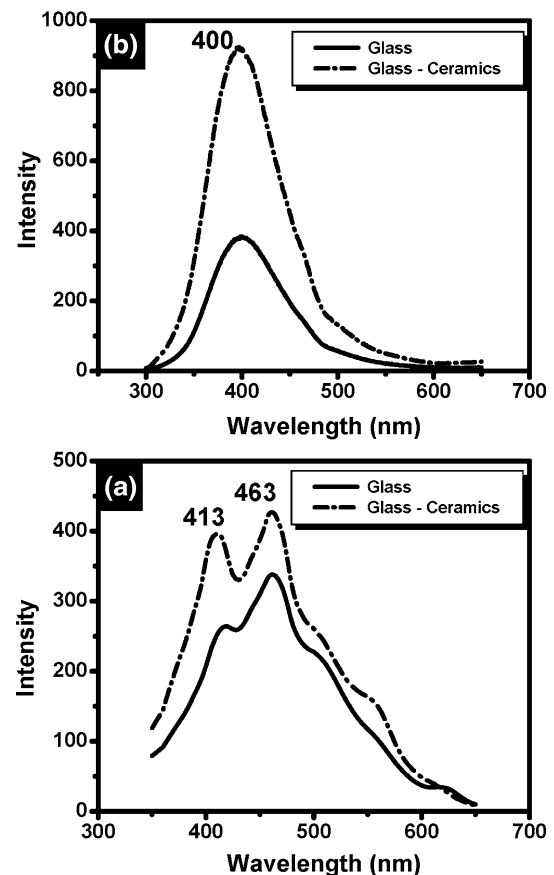 (b)
400
Glass
Glass - Ceramics
1000
800
600
400
200
0
Intensity
300 400 500 600 700
Wavelength (nm)
(a)
413
463
Glass
Glass - Ceramics
500
400
300
200
100
0
Intensity
300 400 500 600 700
Wavelength (nm)